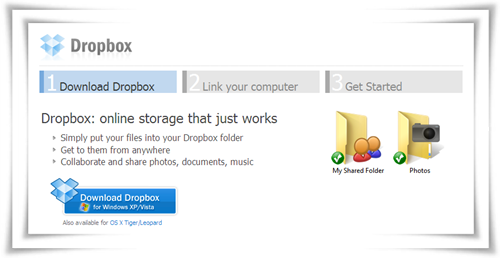 Dropbox
1 Download Dropbox
2 Link your computer
3 Get Started
Dropbox: online storage that just works
Simply put your files into your Dropbox folder
Get to them from anywhere
Collaborate and share photos, documents, music
My Shared Folder
Photos
Download Dropbox
for Windows XP/Vista
Also available for OS X Tiger/Leopard